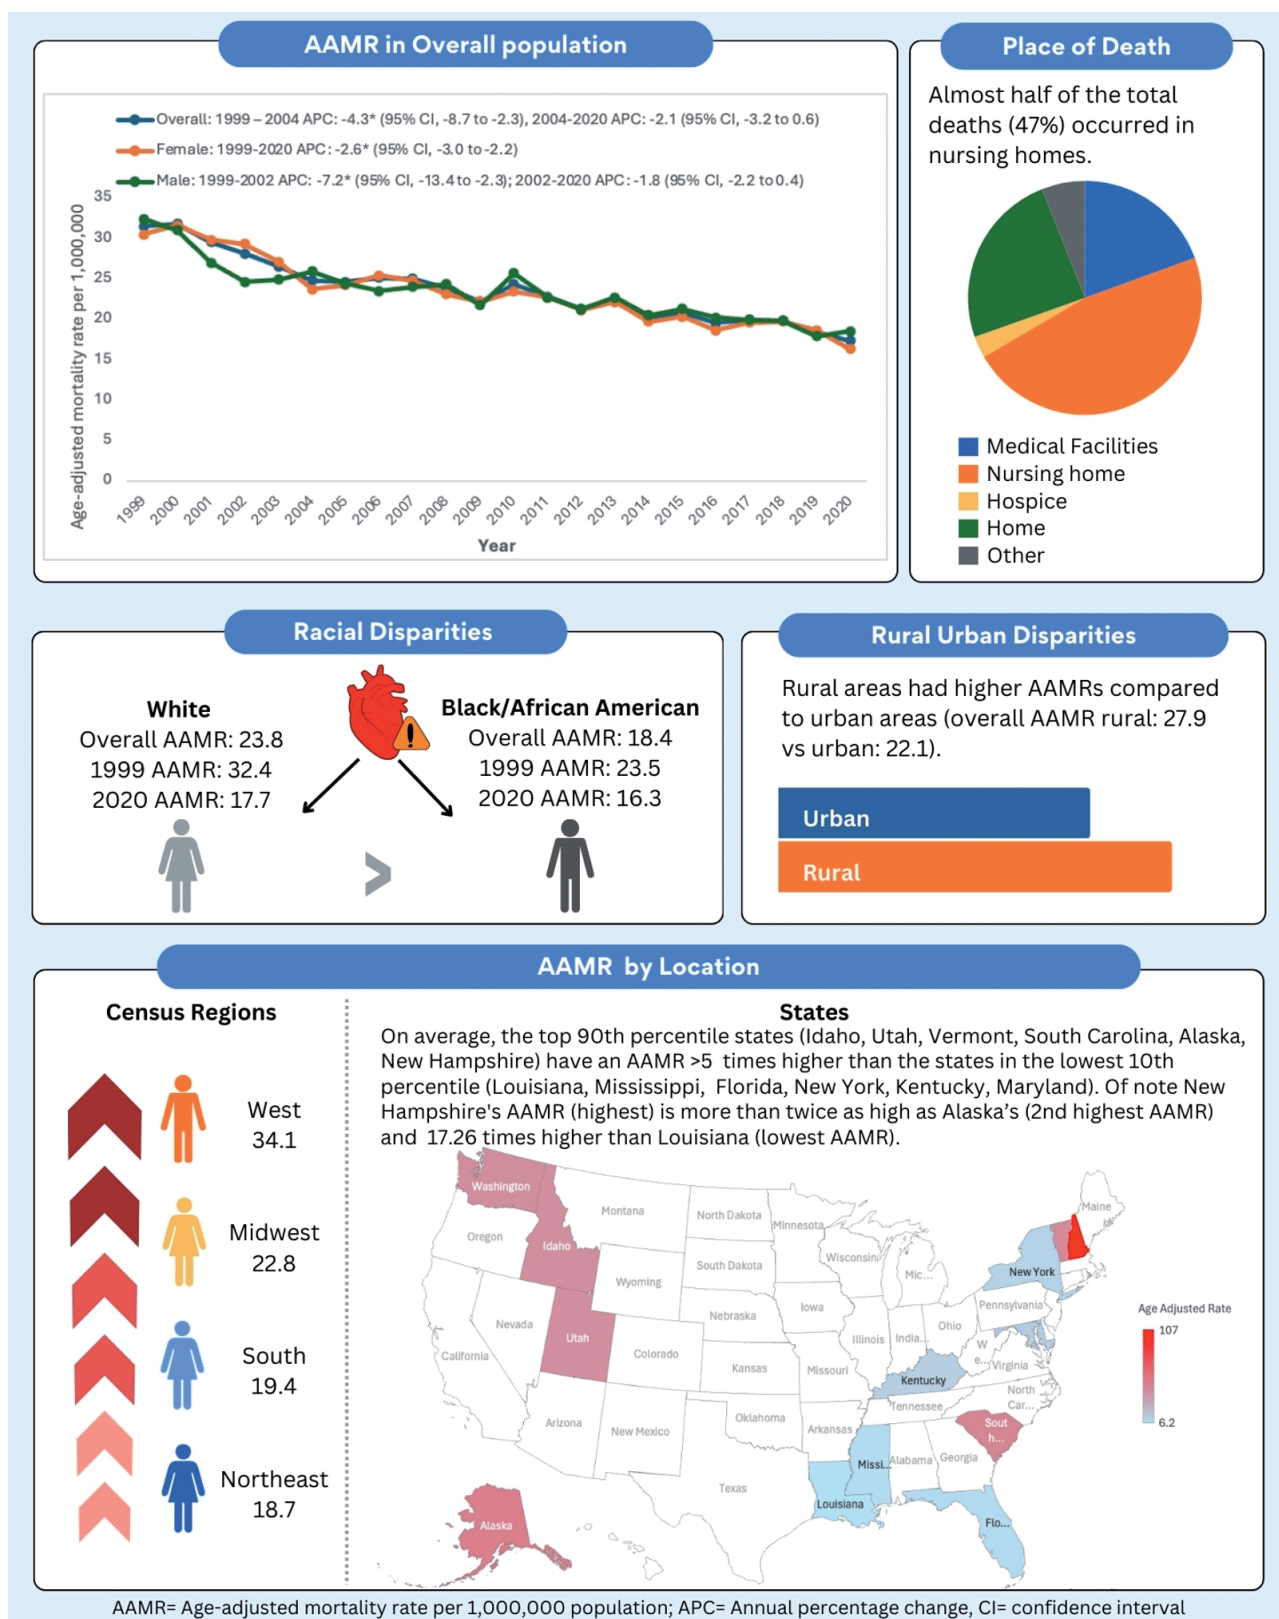 AAMR in Overall population
Overall: 1999 – 2004 APC: -4.3* (95% CI, -8.7 to -2.3), 2004-2020 APC: -2.1 (95% CI, -3.2 to 0.6)
Female: 1999-2020 APC: -2.6* (95% CI, -3.0 to -2.2)
Male: 1999-2002 APC: -7.2* (95% CI, -13.4 to -2.3); 2002-2020 APC: -1.8 (95% CI, -2.2 to 0.4)
Age-adjusted mortality rate per 1,000,000
35
30
25
20
15
10
5
0
1999 2000 2001 2002 2003 2004 2005 2006 2007 2008 2009 2010 2011 2012 2013 2014 2015 2016 2017 2018 2019 2020
Year
Place of Death
Almost half of the total
deaths (47%) occurred in
nursing homes.
Medical Facilities
Nursing home
Hospice
Home
Other
Racial Disparities
White
Overall AAMR: 23.8
1999 AAMR: 32.4
2020 AAMR: 17.7
!
Black/African American
Overall AAMR: 18.4
1999 AAMR: 23.5
2020 AAMR: 16.3
>
Rural Urban Disparities
Rural areas had higher AAMRs compared
to urban areas (overall AAMR rural: 27.9
vs urban: 22.1).
Urban
Rural
AAMR by Location
Census Regions
West
34.1
Midwest
22.8
South
19.4
Northeast
18.7
States
On average, the top 90th percentile states (Idaho, Utah, Vermont, South Carolina, Alaska,
New Hampshire) have an AAMR >5 times higher than the states in the lowest 10th
percentile (Louisiana, Mississippi, Florida, New York, Kentucky, Maryland). Of note New
Hampshire's AAMR (highest) is more than twice as high as Alaska's (2nd highest AAMR)
and 17.26 times higher than Louisiana (lowest AAMR).
Washington
Montana
North Dakota
Minnesota
Maine
Oregon
Idaho
Wisconsin
South Dakota
Mic...
New York
Wyoming
Nebraska
Iowa
Pennsylvania
Nevada
Utah
Illinois
India...
Ohio
California
Colorado
Kansas
Missouri
W
e...
Virginia
Kentucky
Arizona
New Mexico
Oklahoma
Arkansas
Tennessee
North
Car...
Sout
h...
Texas
Missi...
Alabama
Georgia
Louisiana
Flo...
Alaska
Age Adjusted Rate
107
6.2
AAMR= Age-adjusted mortality rate per 1,000,000 population; APC= Annual percentage change, CI= confidence interval